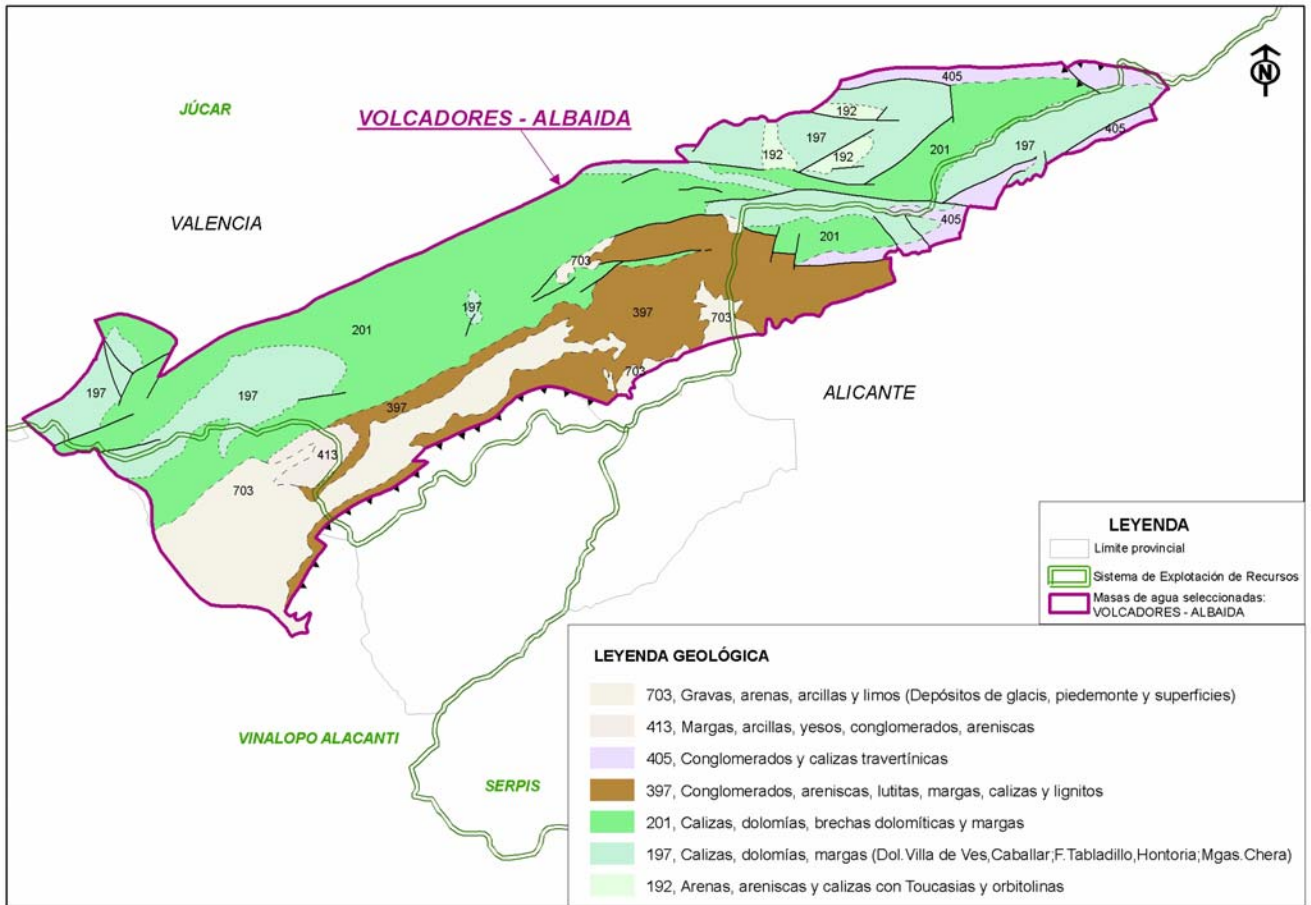 405
N
JÚCAR
VOLCADORES - ALBAIDA
192
197
405
192
192
201
197
VALENCIA
405
201
703
197
397
703
201
703
ALICANTE
197
197
397
413
703
LEYENDA
Límite provincial
Sistema de Explotación de Recursos
Masas de agua seleccionadas:
VOLCADORES - ALBAIDA
LEYENDA GEOLÓGICA
703, Gravas, arenas, arcillas y limos (Depósitos de glacis, piedemonte y superficies)
413, Margas, arcillas, yesos, conglomerados, areniscas
405, Conglomerados y calizas travertínicas
397, Conglomerados, areniscas, lutitas, margas, calizas y lignitos
201, Calizas, dolomías, brechas dolomíticas y margas
197, Calizas, dolomías, margas (Dol.Villa de Ves,Caballar;F.Tabladillo,Hontoria;Mgas.Chera)
192, Arenas, areniscas y calizas con Toucasias y orbitolinas
VINALOPO ALACANTI
SERPIS